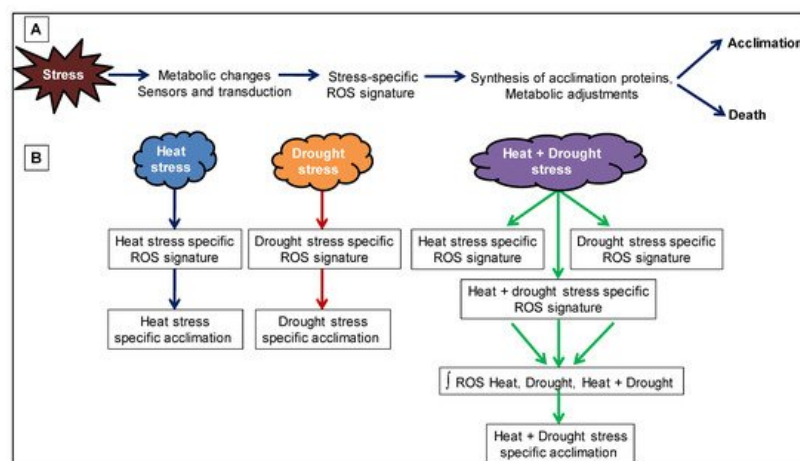 A
Stress
Metabolic changes
Sensors and transduction
Stress-specific
ROS signature
Synthesis of acclimation proteins,
Metabolic adjustments
Acclimation
Death
B
Heat
stress
Drought
stress
Heat + Drought
stress
Heat stress specific
ROS signature
Drought stress specific
ROS signature
Heat stress specific
ROS signature
Drought stress specific
ROS signature
Heat + drought stress specific
ROS signature
Heat stress
specific acclimation
Drought stress
specific acclimation
∫ ROS Heat, Drought, Heat + Drought
Heat + Drought stress
specific acclimation